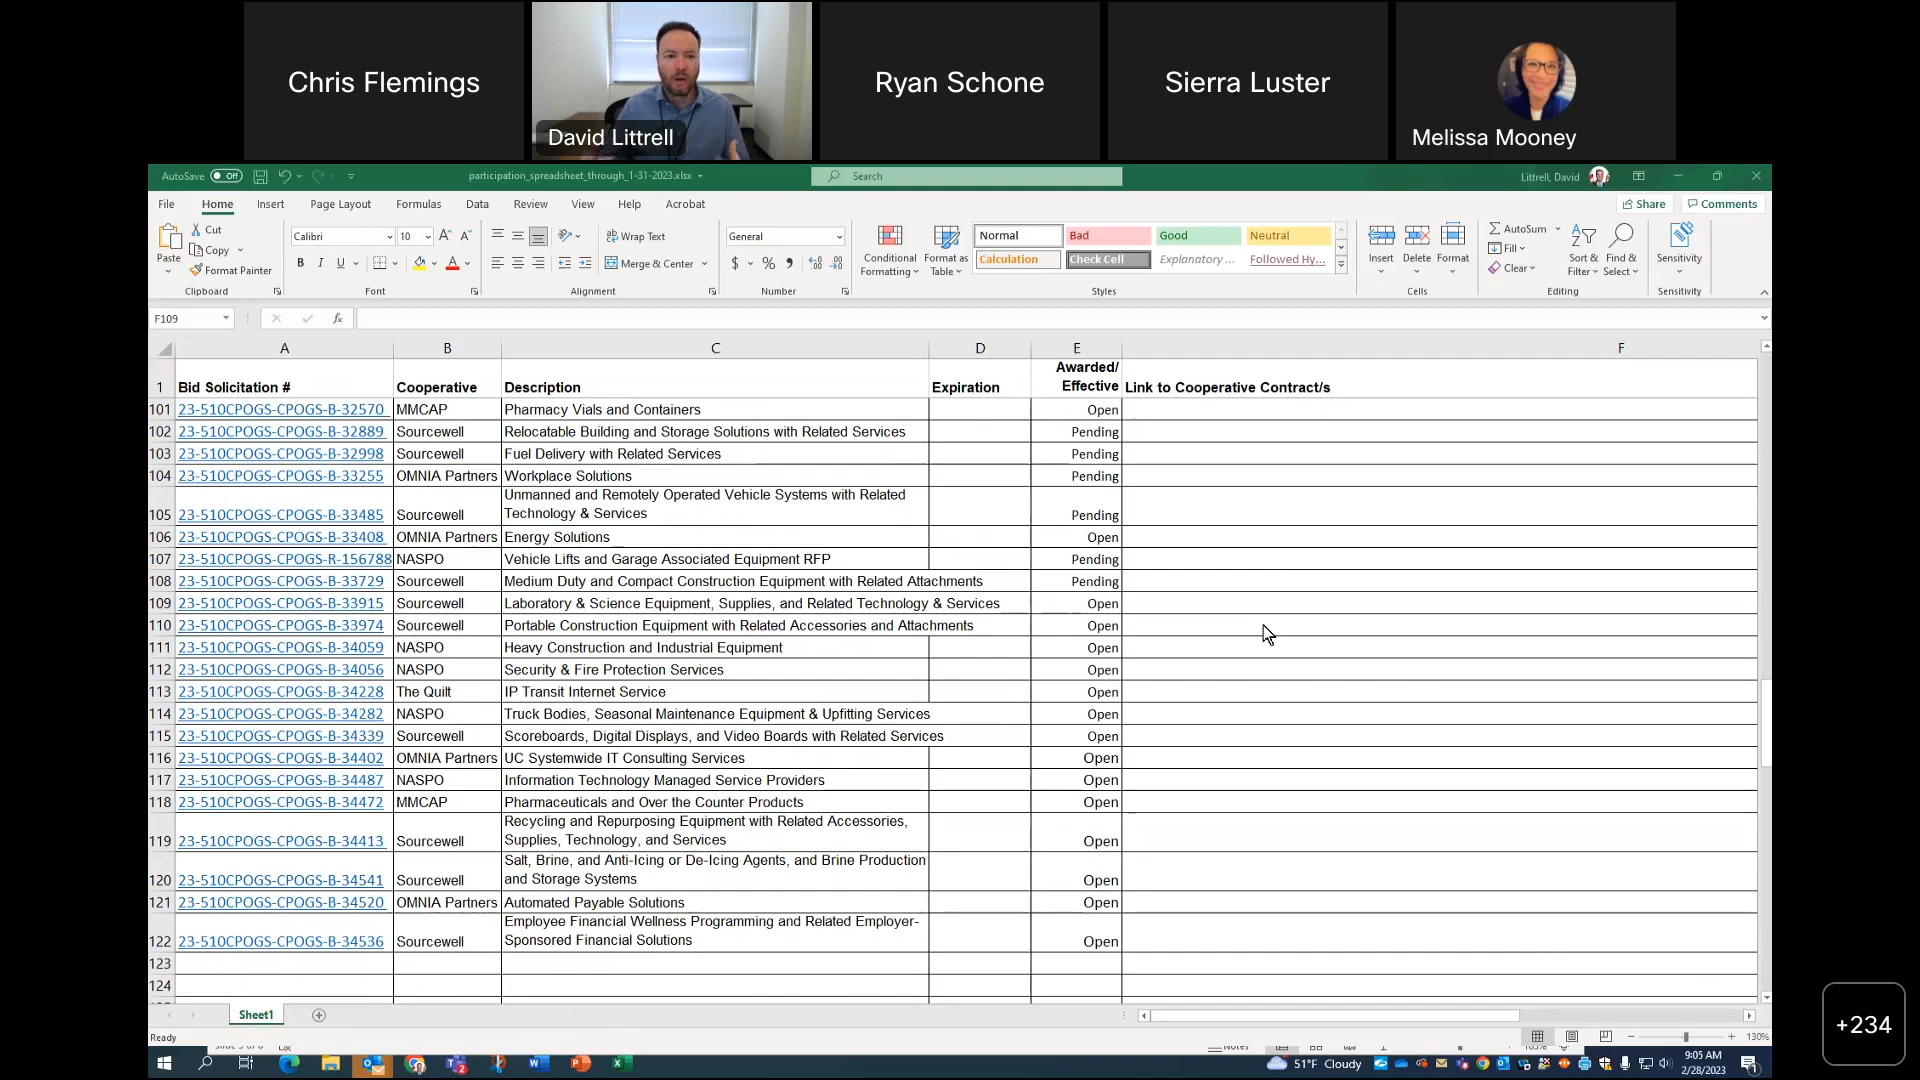 Chris Flemings
David Littrell
Ryan Schone
Sierra Luster
Melissa Mooney
AutoSave Off participation_spreadsheet_through_1-31-2023.xlsx Search Littrell, David
File Home Insert Page Layout Formulas Data Review View Help Acrobat Share Comments
Paste Cut Copy Format Painter Clipboard
Calibri 10 B I U Font
Wrap Text Merge & Center Alignment
General $ % Number
Conditional Formatting Format as Table
Normal Bad Good Neutral
Calculation Check Cell Explanatory ... Followed Hy...
Styles
Insert Delete Format Cells
AutoSum Fill Clear Sort & Filter Find & Select Editing
Sensitivity Sensitivity
F109 fx
A B C D E F
1 Bid Solicitation # Cooperative Description Expiration Awarded/ Effective Link to Cooperative Contract/s
101 23-510CPOGS-CPOGS-B-32570 MMCAP Pharmacy Vials and Containers Open
102 23-510CPOGS-CPOGS-B-32889 Sourcewell Relocatable Building and Storage Solutions with Related Services Pending
103 23-510CPOGS-CPOGS-B-32998 Sourcewell Fuel Delivery with Related Services Pending
104 23-510CPOGS-CPOGS-B-33255 OMNIA Partners Workplace Solutions Pending
105 23-510CPOGS-CPOGS-B-33485 Sourcewell Unmanned and Remotely Operated Vehicle Systems with Related Technology & Services Pending
106 23-510CPOGS-CPOGS-B-33408 OMNIA Partners Energy Solutions Open
107 23-510CPOGS-CPOGS-R-156788 NASPO Vehicle Lifts and Garage Associated Equipment RFP Pending
108 23-510CPOGS-CPOGS-B-33729 Sourcewell Medium Duty and Compact Construction Equipment with Related Attachments Pending
109 23-510CPOGS-CPOGS-B-33915 Sourcewell Laboratory & Science Equipment, Supplies, and Related Technology & Services Open
110 23-510CPOGS-CPOGS-B-33974 Sourcewell Portable Construction Equipment with Related Accessories and Attachments Open
111 23-510CPOGS-CPOGS-B-34059 NASPO Heavy Construction and Industrial Equipment Open
112 23-510CPOGS-CPOGS-B-34056 NASPO Security & Fire Protection Services Open
113 23-510CPOGS-CPOGS-B-34228 The Quilt IP Transit Internet Service Open
114 23-510CPOGS-CPOGS-B-34282 NASPO Truck Bodies, Seasonal Maintenance Equipment & Upfitting Services Open
115 23-510CPOGS-CPOGS-B-34339 Sourcewell Scoreboards, Digital Displays, and Video Boards with Related Services Open
116 23-510CPOGS-CPOGS-B-34402 OMNIA Partners UC Systemwide IT Consulting Services Open
117 23-510CPOGS-CPOGS-B-34487 NASPO Information Technology Managed Service Providers Open
118 23-510CPOGS-CPOGS-B-34472 MMCAP Pharmaceuticals and Over the Counter Products Open
119 23-510CPOGS-CPOGS-B-34413 Sourcewell Recycling and Repurposing Equipment with Related Accessories, Supplies, Technology, and Services Open
120 23-510CPOGS-CPOGS-B-34541 Sourcewell Salt, Brine, and Anti-Icing or De-Icing Agents, and Brine Production and Storage Systems Open
121 23-510CPOGS-CPOGS-B-34520 OMNIA Partners Automated Payable Solutions Open
122 23-510CPOGS-CPOGS-B-34536 Sourcewell Employee Financial Wellness Programming and Related Employer-Sponsored Financial Solutions Open
123
124
Sheet1
Ready 130%
51°F Cloudy 9:05 AM
2/28/2023
+234